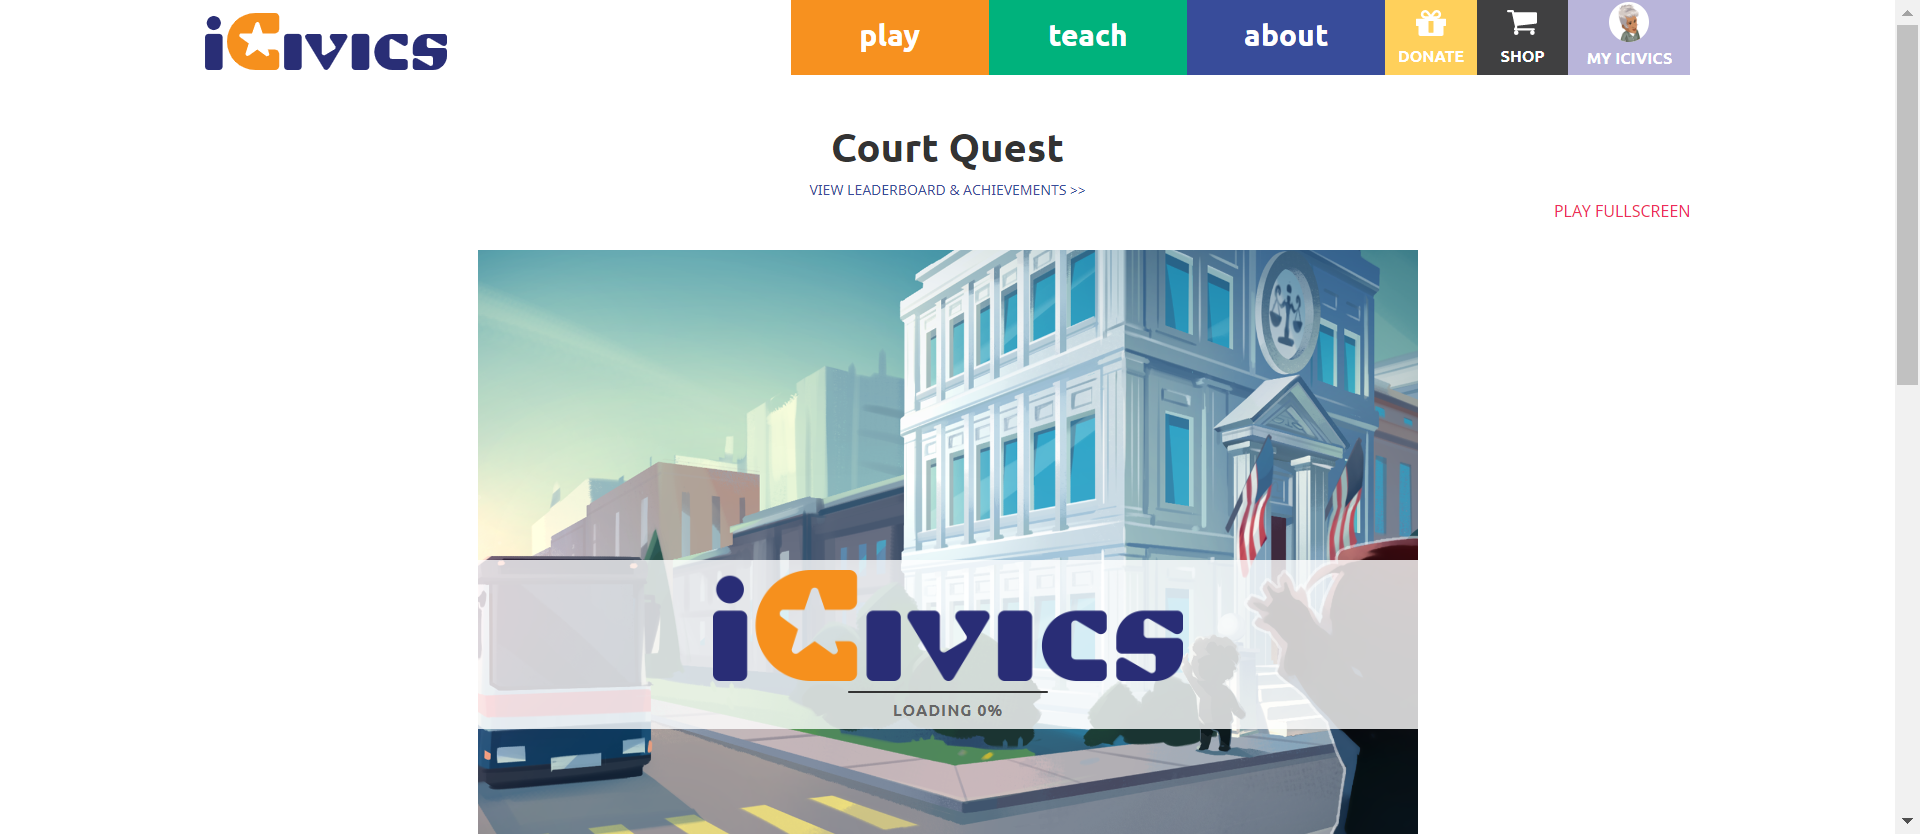 iCivics
play
teach
about
DONATE
SHOP
MY ICIVICS
Court Quest
VIEW LEADERBOARD & ACHIEVEMENTS >>
PLAY FULLSCREEN
iCivics
LOADING 0%